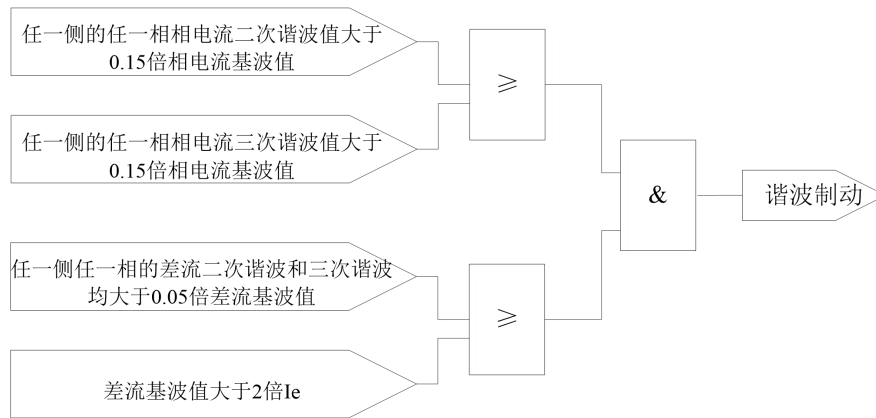 任一侧的任一相相电流二次谐波值大于
0.15倍相电流基波值
≥
任一侧的任一相相电流三次谐波值大于
0.15倍相电流基波值
&
谐波制动
任一侧任一相的差流二次谐波和三次谐波
均大于0.05倍差流基波值
≥
差流基波值大于2倍Ie